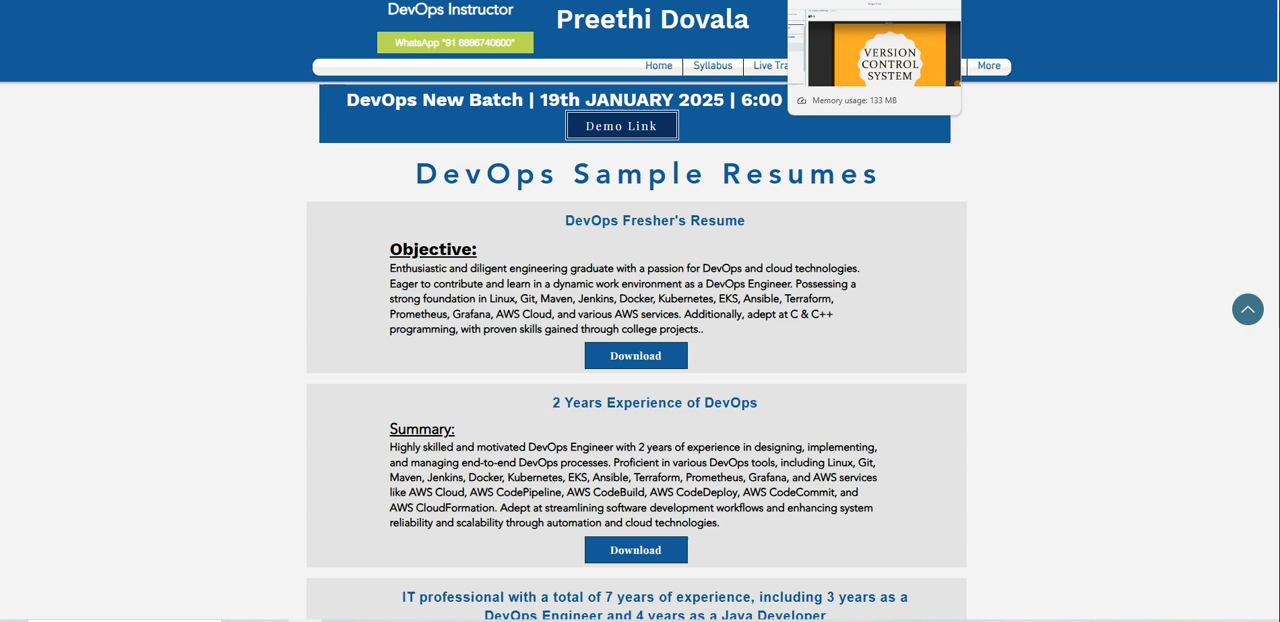 DevOps Instructor
Preethi Dovala
WhatsApp "91 8886740600"
VERSION
CONTROL
SYSTEM
Memory usage: 133 MB
Home
Syllabus
Live Tra
More
DevOps New Batch | 19th JANUARY 2025 | 6:00
Demo Link
DevOps Sample Resumes
DevOps Fresher's Resume
Objective:
Enthusiastic and diligent engineering graduate with a passion for DevOps and cloud technologies.
Eager to contribute and learn in a dynamic work environment as a DevOps Engineer. Possessing a
strong foundation in Linux, Git, Maven, Jenkins, Docker, Kubernetes, EKS, Ansible, Terraform,
Prometheus, Grafana, AWS Cloud, and various AWS services. Additionally, adept at C & C++
programming, with proven skills gained through college projects..
Download
2 Years Experience of DevOps
Summary:
Highly skilled and motivated DevOps Engineer with 2 years of experience in designing, implementing,
and managing end-to-end DevOps processes. Proficient in various DevOps tools, including Linux, Git,
Maven, Jenkins, Docker, Kubernetes, EKS, Ansible, Terraform, Prometheus, Grafana, and AWS services
like AWS Cloud, AWS CodePipeline, AWS CodeBuild, AWS CodeDeploy, AWS CodeCommit, and
AWS CloudFormation. Adept at streamlining software development workflows and enhancing system
reliability and scalability through automation and cloud technologies.
Download
IT professional with a total of 7 years of experience, including 3 years as a
DevOps Engineer and 4 years as a Java Developer